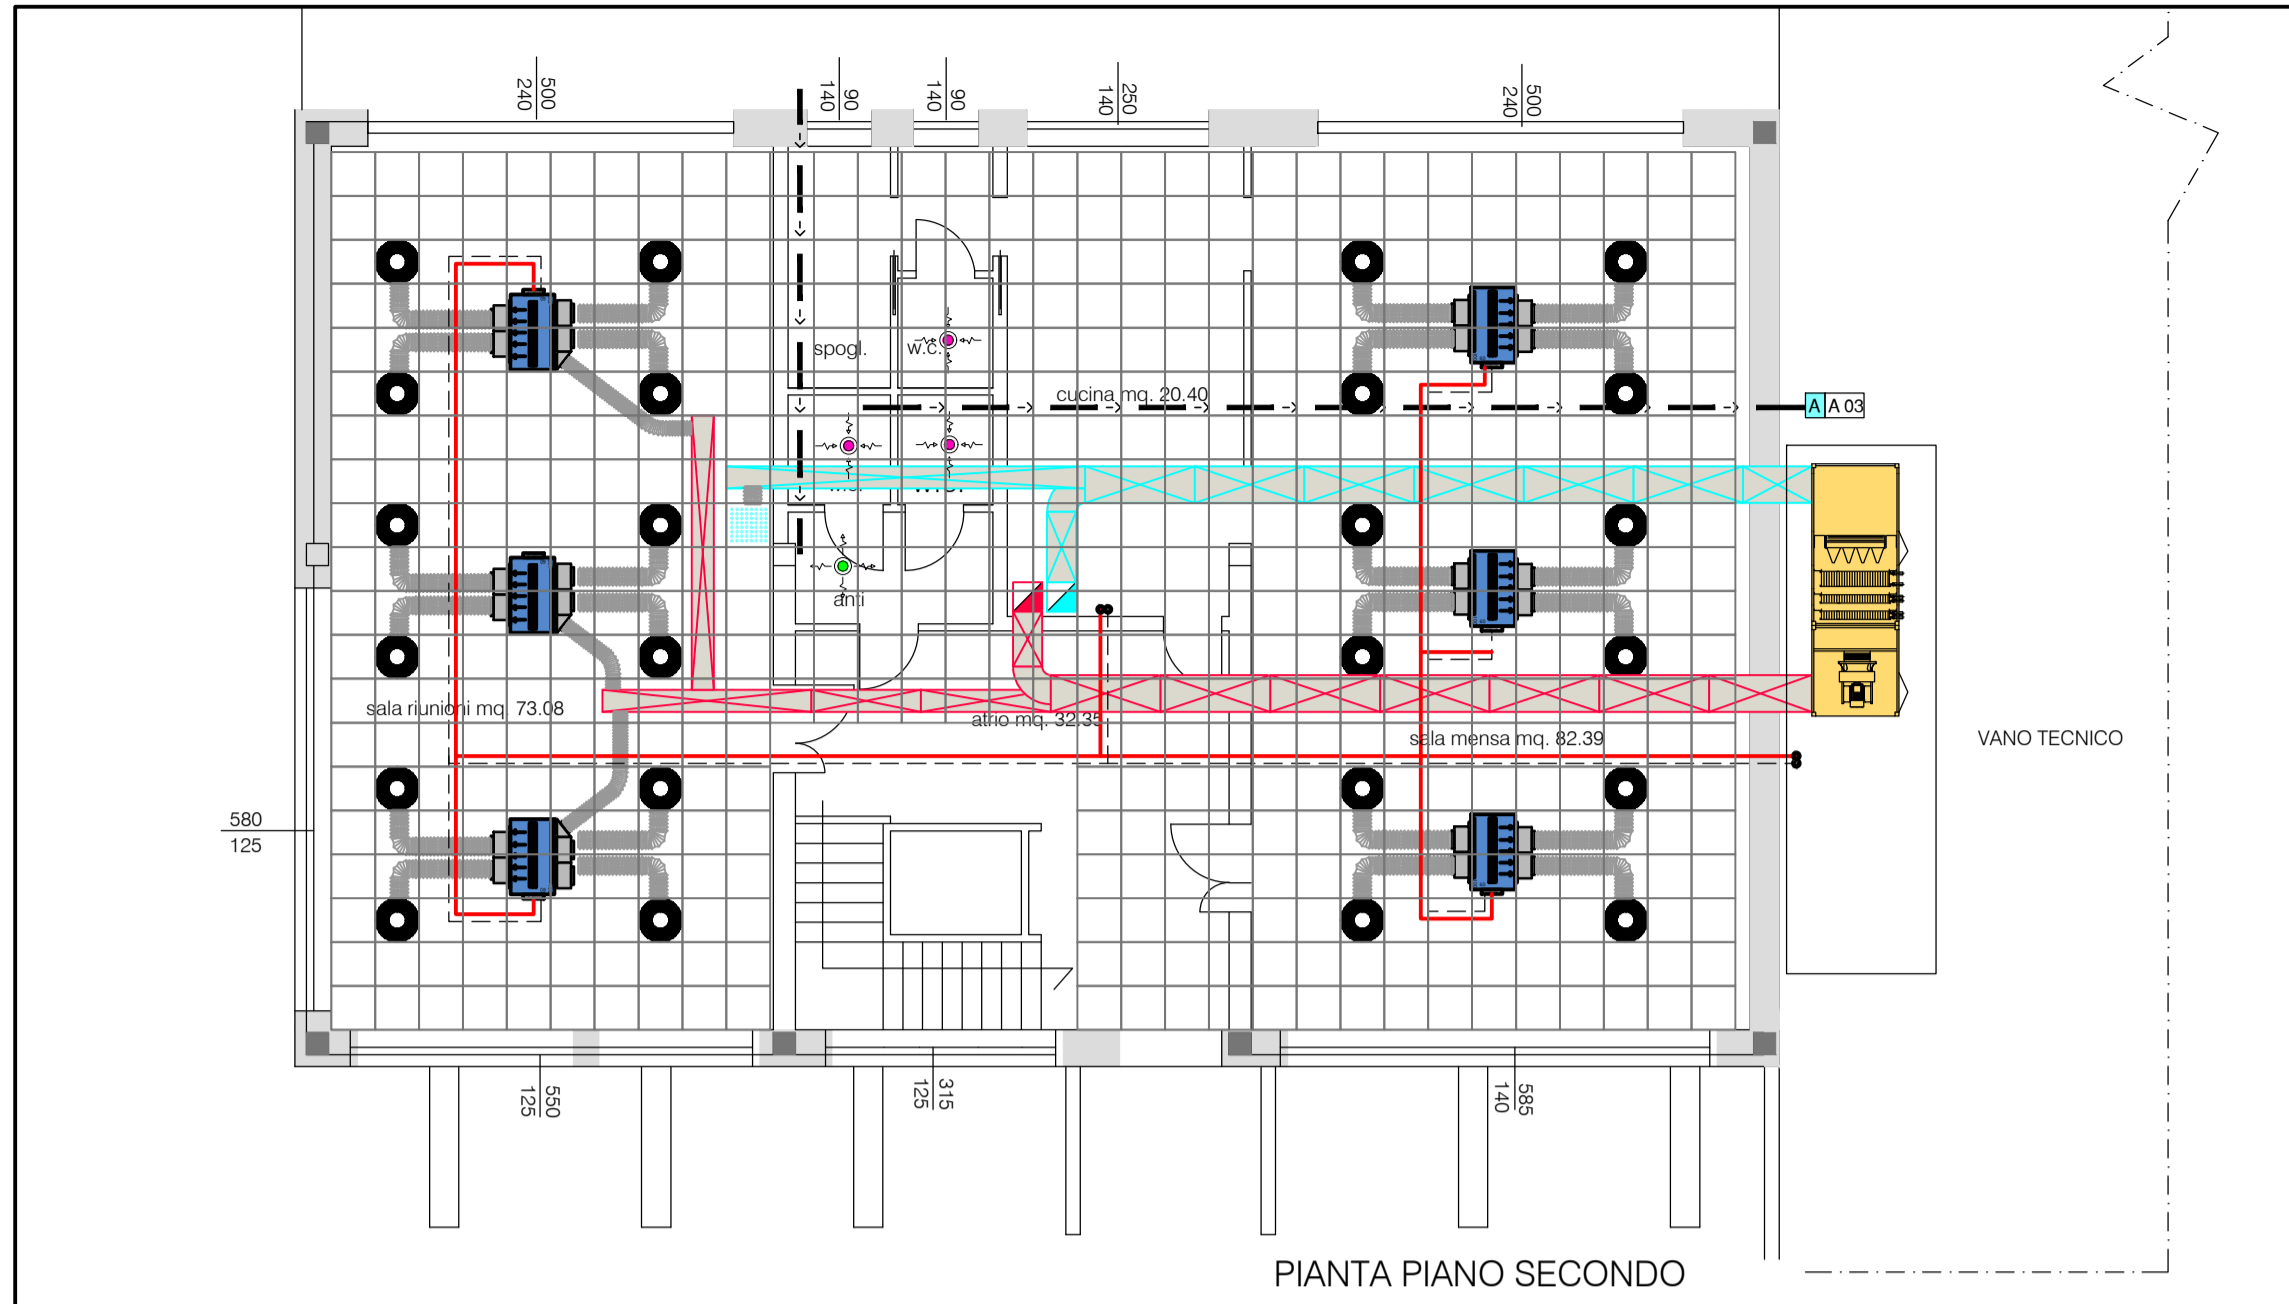 500
240
90
140
90
140
250
140
500
240
spogl.
w.c.
cucina mq. 20.40
A A 03
anti
sala riunioni mq. 73.08
atrio mq. 32.35
sala mensa mq. 82.39
VANO TECNICO
580
125
550
125
315
125
585
140
PIANTA PIANO SECONDO